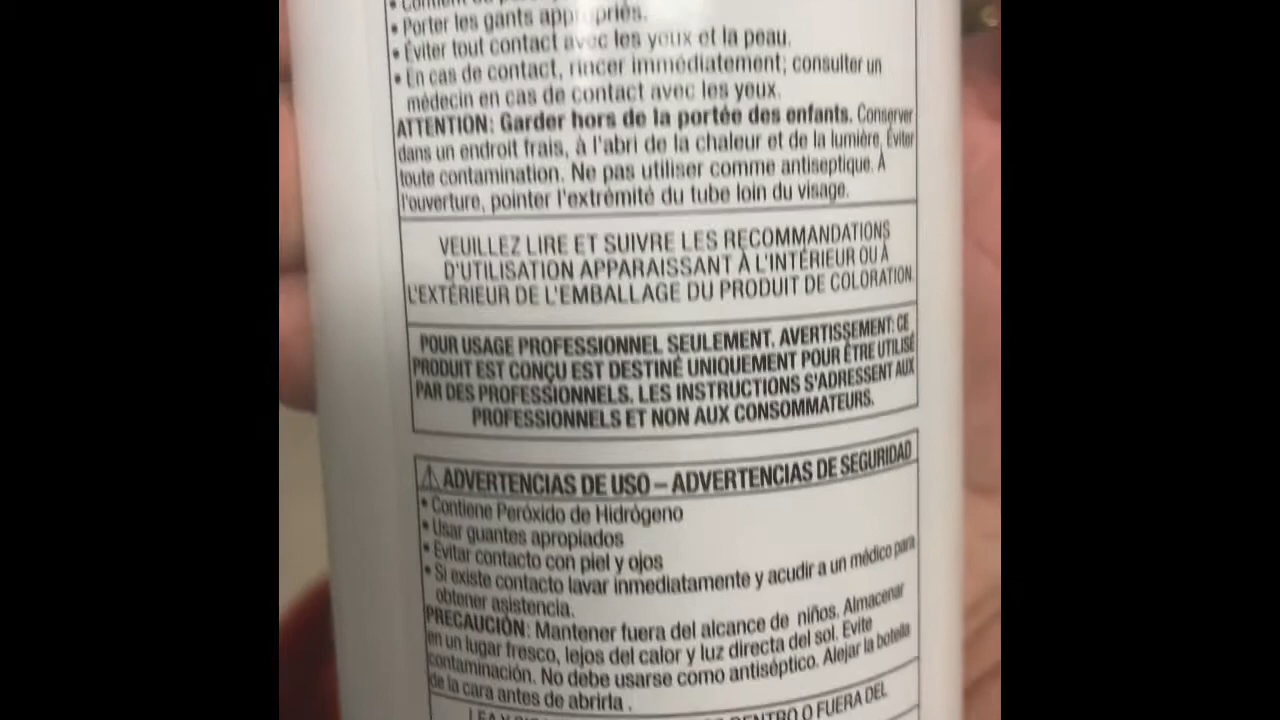 • Porter les gants appropriés.
• Éviter tout contact avec les yeux et la peau.
• En cas de contact, rincer immédiatement; consulter un
médecin en cas de contact avec les yeux.
ATTENTION: Garder hors de la portée des enfants. Conserver
dans un endroit frais, à l'abri de la chaleur et de la lumière. Éviter
toute contamination. Ne pas utiliser comme antiseptique. À
l'ouverture, pointer l'extrémité du tube loin du visage.
VEUILLEZ LIRE ET SUIVRE LES RECOMMANDATIONS
D'UTILISATION APPARAISSANT À L'INTÉRIEUR OU À
L'EXTÉRIEUR DE L'EMBALLAGE DU PRODUIT DE COLORATION.
POUR USAGE PROFESSIONNEL SEULEMENT. AVERTISSEMENT: CE
PRODUIT EST CONÇU EST DESTINÉ UNIQUEMENT POUR ÊTRE UTILISÉ
PAR DES PROFESSIONNELS. LES INSTRUCTIONS S'ADRESSENT AUX
PROFESSIONNELS ET NON AUX CONSOMMATEURS.
⚠ ADVERTENCIAS DE USO – ADVERTENCIAS DE SEGURIDAD
• Contiene Peróxido de Hidrógeno
• Usar guantes apropiados
• Evitar contacto con piel y ojos
• Si existe contacto lavar inmediatamente y acudir a un médico para
obtener asistencia.
PRECAUCIÓN: Mantener fuera del alcance de niños. Almacenar
en un lugar fresco, lejos del calor y luz directa del sol. Evite
contaminación. No debe usarse como antiséptico. Alejar la botella
de la cara antes de abrirla.
O FUERA DEL